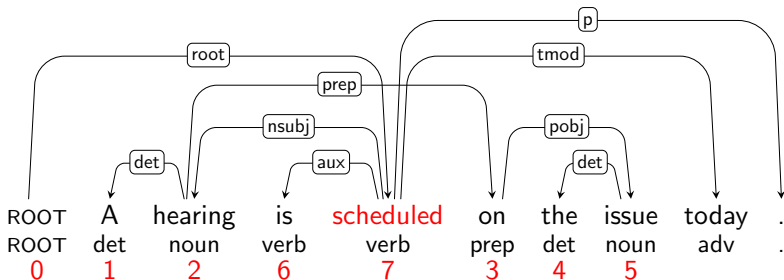 p
root tmod
prep
nsubj pobj
det aux det
ROOT A hearing is scheduled on the issue today .
ROOT det noun verb verb prep det noun adv .
0 1 2 6 7 3 4 5